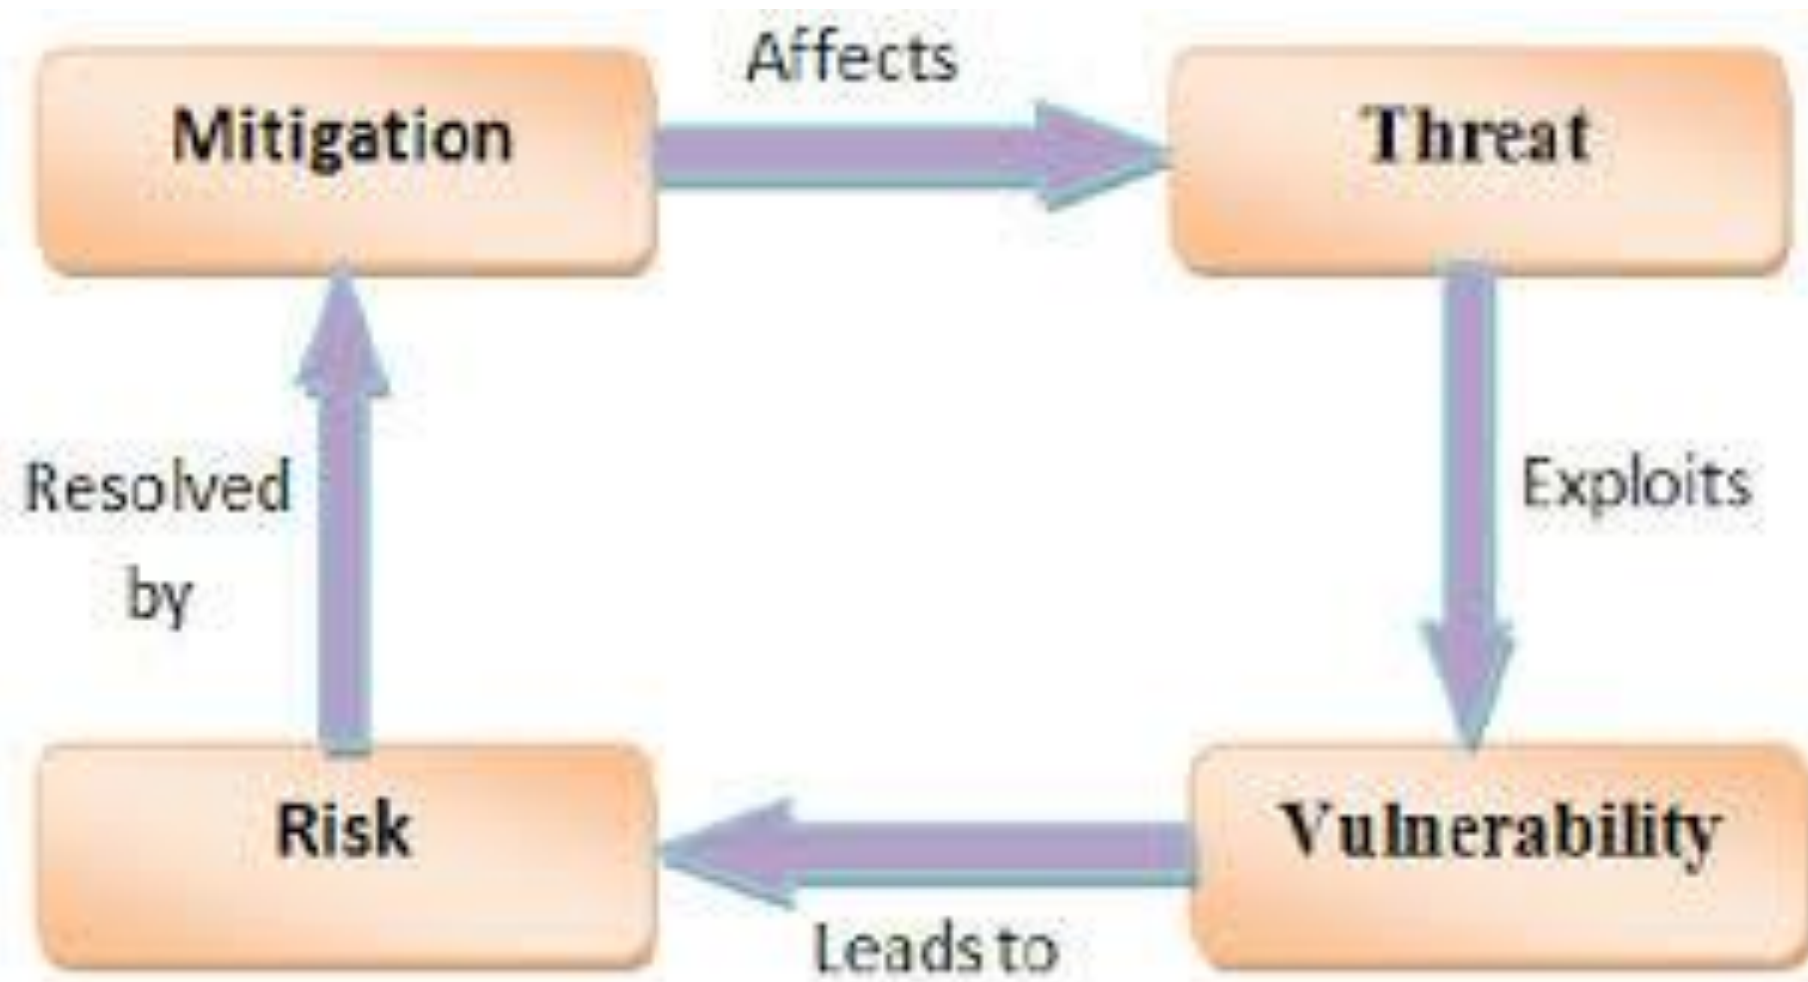 Affects
Mitigation
Threat
Resolved
by
Exploits
Risk
Vulnerability
Leads to